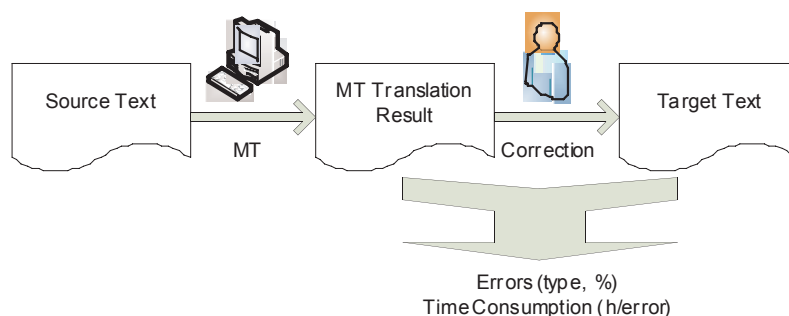 Source Text
MT Translation
Result
Target Text
MT
Correction
Errors (type, %)
Time Consumption (h/error)